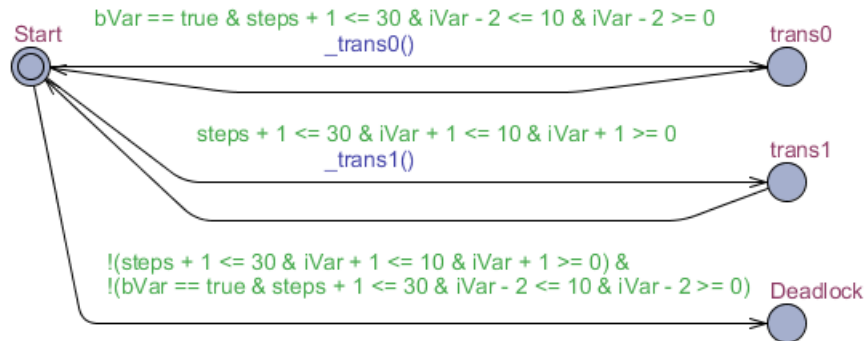 bVar == true & steps + 1 <= 30 & iVar - 2 <= 10 & iVar - 2 >= 0
Start
_trans0()
trans0
steps + 1 <= 30 & iVar + 1 <= 10 & iVar + 1 >= 0
_trans1()
trans1
!(steps + 1 <= 30 & iVar + 1 <= 10 & iVar + 1 >= 0) &
!(bVar == true & steps + 1 <= 30 & iVar - 2 <= 10 & iVar - 2 >= 0)
Deadlock